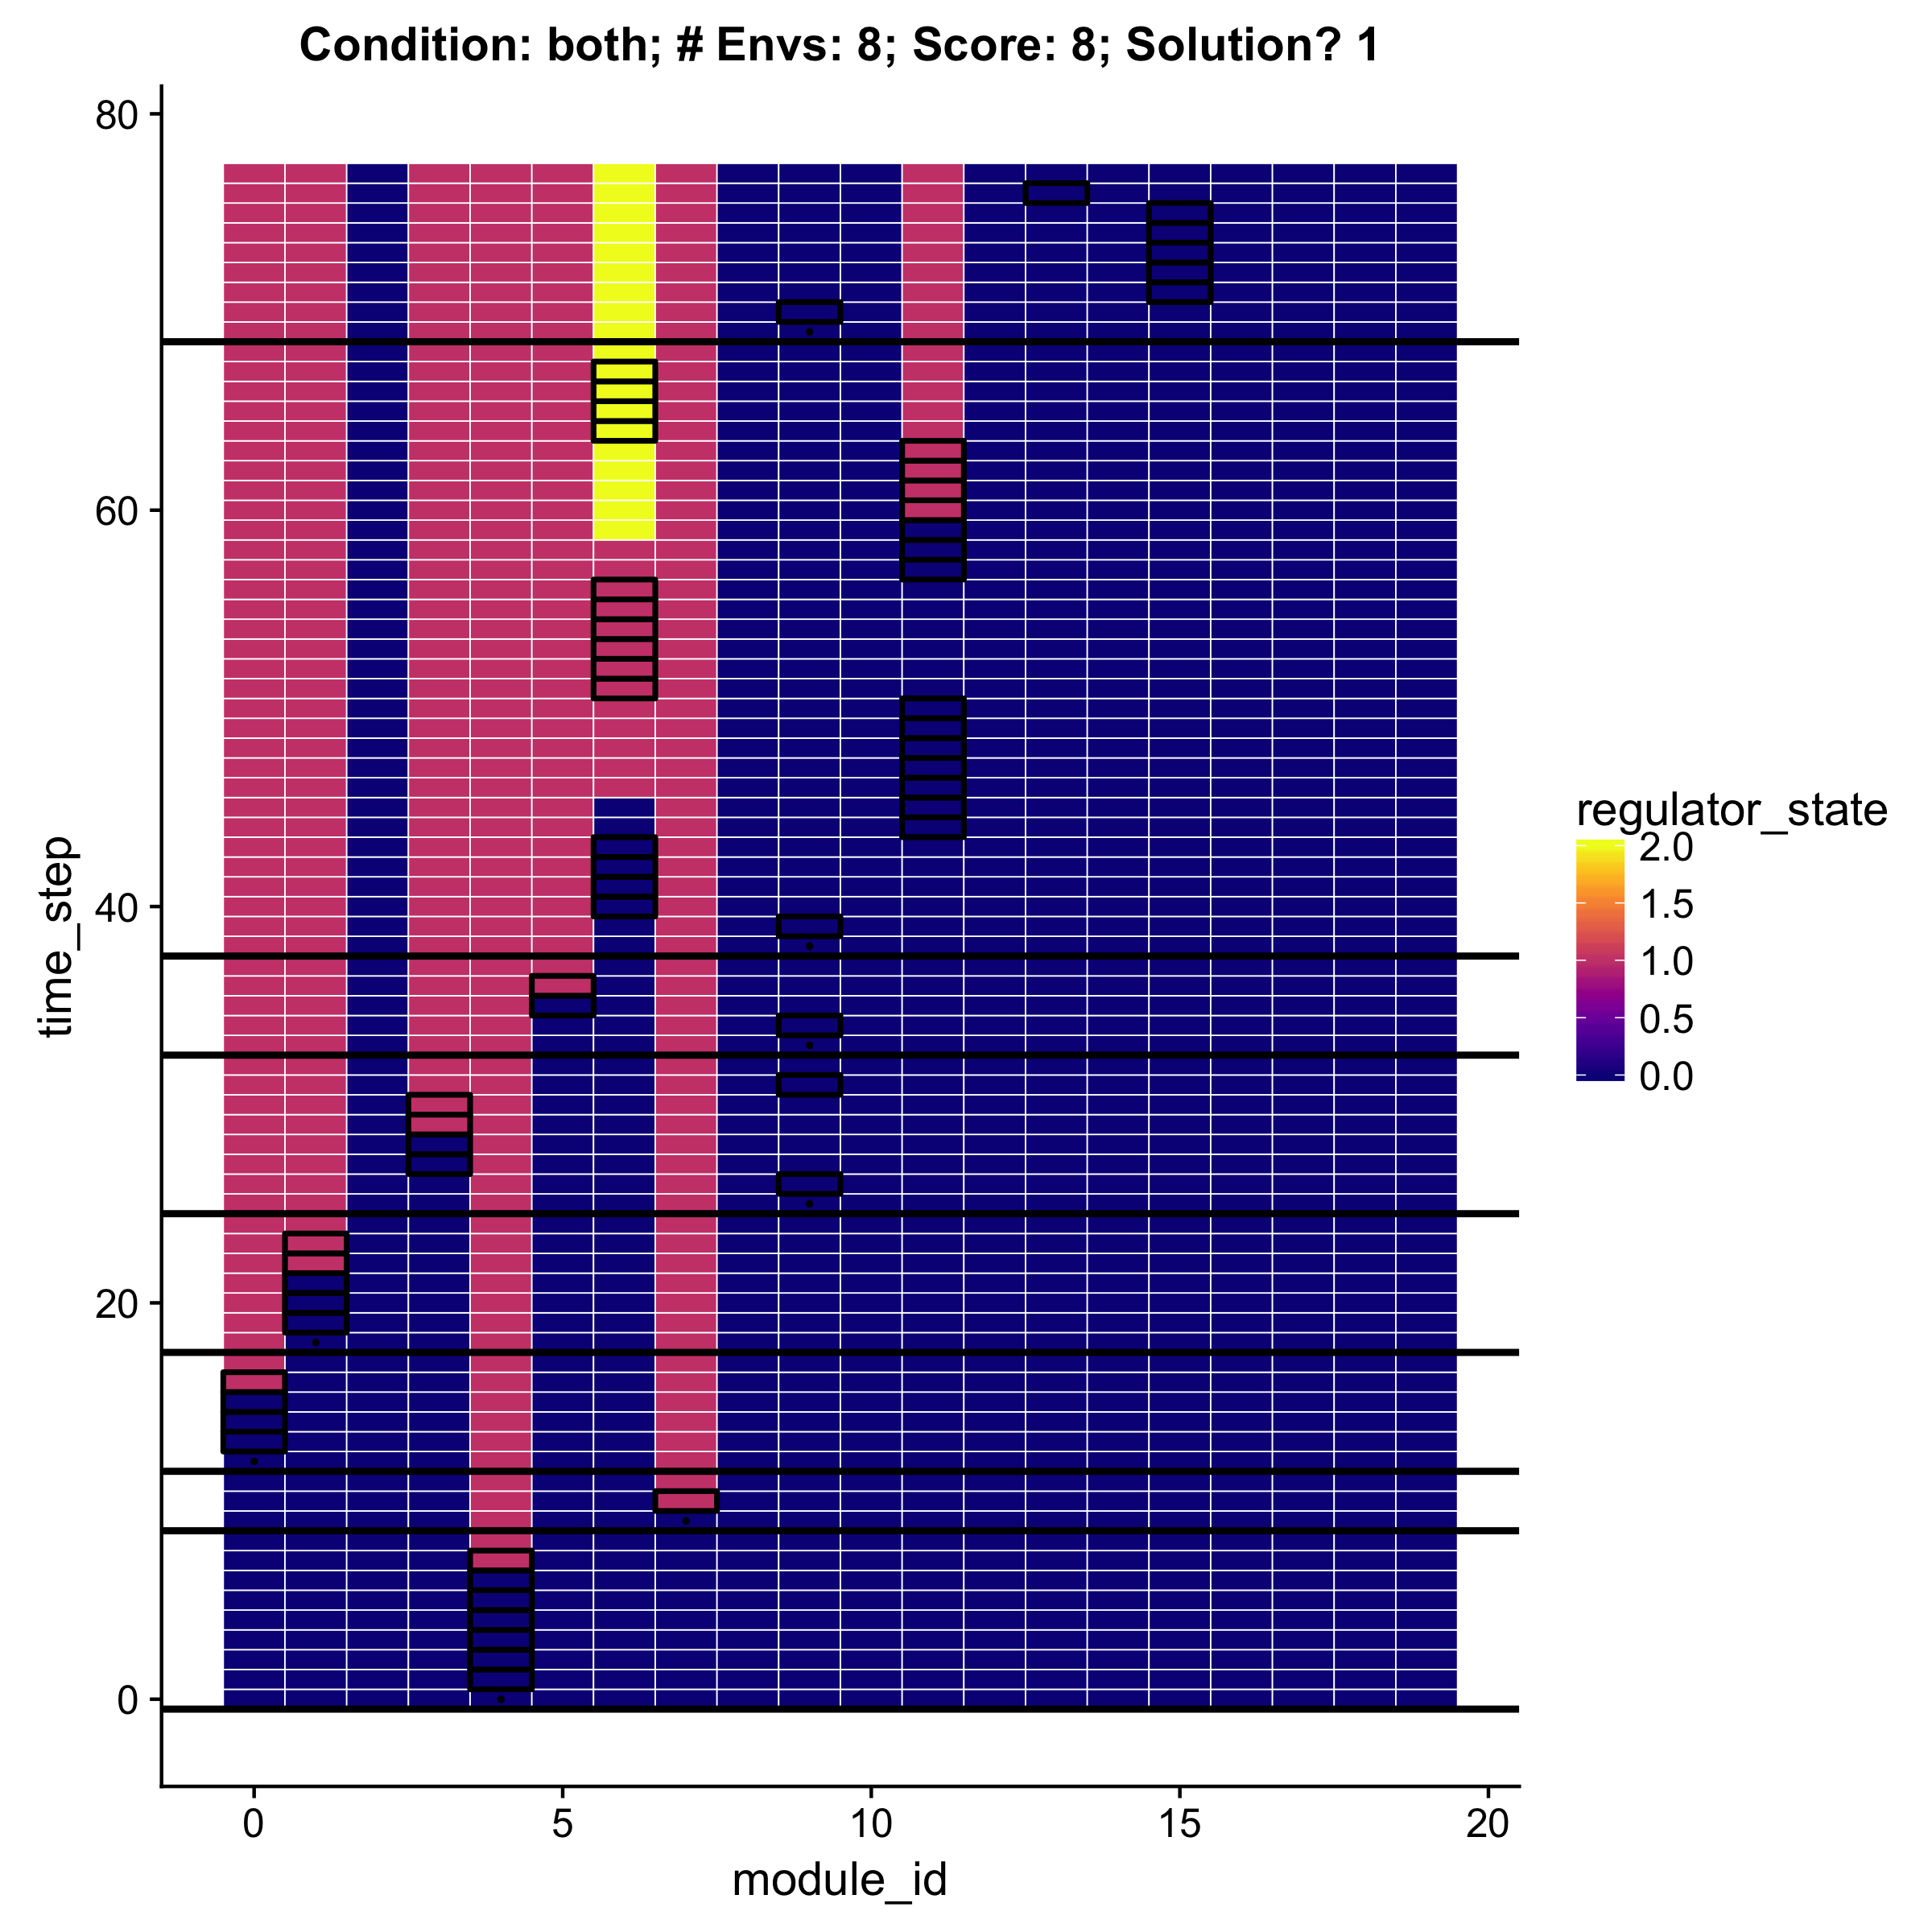 Condition: both; # Envs: 8; Score: 8; Solution? 1
80
60
40
20
0
time_step
0 5 10 15 20
module_id
regulator_state
2.0
1.5
1.0
0.5
0.0